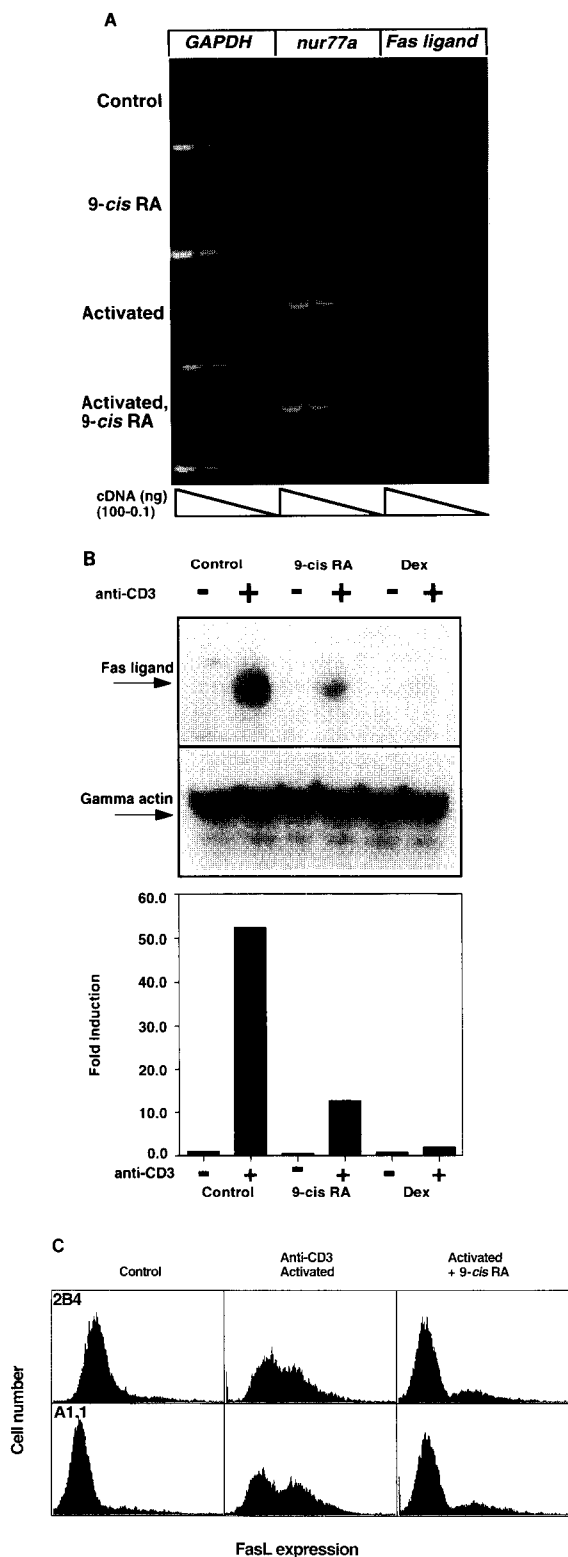 A
GAPDH nur77a Fas ligand
Control
9-cis RA
Activated
Activated,
9-cis RA
cDNA (ng)
(100-0.1)
B
Control 9-cis RA Dex
anti-CD3 - + - + - +
Fas ligand
Gamma actin
60.0
50.0
40.0
30.0
20.0
10.0
0.0
Fold Induction
anti-CD3 - + - + - +
Control 9-cis RA Dex
C
Control
Anti-CD3
Activated
Activated
+ 9-cis RA
2B4
A1.1
Cell number
FasL expression